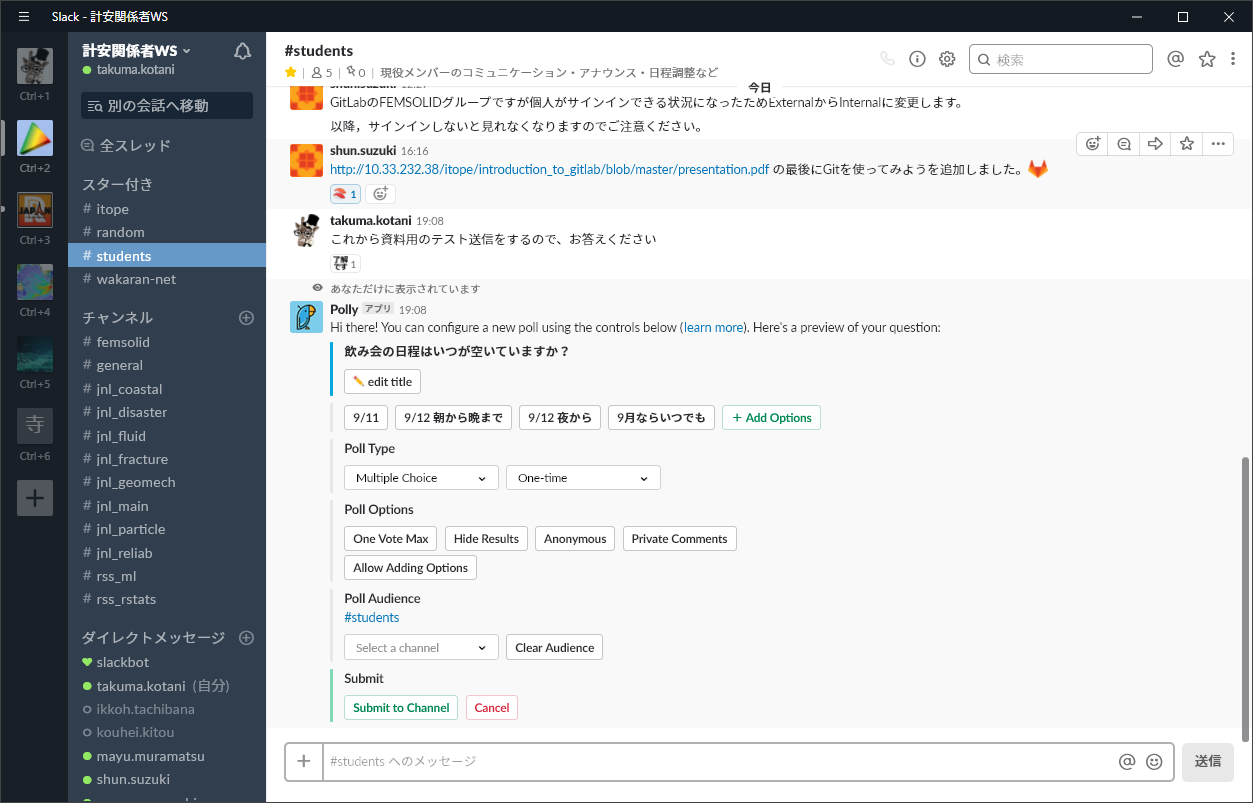 Slack - 計安関係者WS
Ctrl+1
Ctrl+2
Ctrl+3
Ctrl+4
Ctrl+5
寺
Ctrl+6
計安関係者WS
takuma.kotani
別の会話へ移動
全スレッド
スター付き
# itope
# random
# students
# wakaran-net
チャンネル
# femsolid
# general
# jnl_coastal
# jnl_disaster
# jnl_fluid
# jnl_fracture
# jnl_geomech
# jnl_main
# jnl_particle
# jnl_reliab
# rss_ml
# rss_rstats
ダイレクトメッセージ
slackbot
takuma.kotani (自分)
ikkoh.tachibana
kouhei.kitou
mayu.muramatsu
shun.suzuki
#students
5 | 0 | 現役メンバーのコミュニケーション・アナウンス・日程調整など
検索
今日
shun.suzuki 12:27
GitLabのFEMSOLIDグループですが個人がサインインできる状況になったためExternalからInternalに変更します。
以降，サインインしないと見れなくなりますのでご注意ください。
shun.suzuki 16:16
http://10.33.232.38/itope/introduction_to_gitlab/blob/master/presentation.pdf の最後にGitを使ってみようを追加しました。
1
takuma.kotani 19:08
これから資料用のテスト送信をするので、お答えください
了解です 1
あなただけに表示されています
Polly アプリ 19:08
Hi there! You can configure a new poll using the controls below (learn more). Here's a preview of your question:
飲み会の日程はいつが空いていますか？
edit title
9/11 9/12 朝から晩まで 9/12 夜から 9月ならいつでも + Add Options
Poll Type
Multiple Choice One-time
Poll Options
One Vote Max Hide Results Anonymous Private Comments
Allow Adding Options
Poll Audience
#students
Select a channel Clear Audience
Submit
Submit to Channel Cancel
#students へのメッセージ
送信